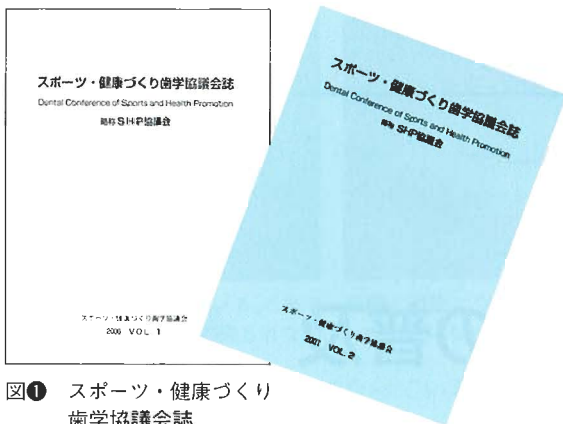 スポーツ・健康づくり歯学協議会誌
Dental Conference of Sports and Health Promotion
略称 SHP協議会
スポーツ・健康づくり歯学協議会
2000 VOL. 1
スポーツ・健康づくり歯学協議会誌
Dental Conference of Sports and Health Promotion
略称 SHP協議会
スポーツ・健康づくり歯学協議会
2001 VOL. 2
の普及
図❶ スポーツ・健康づくり
歯学協議会誌